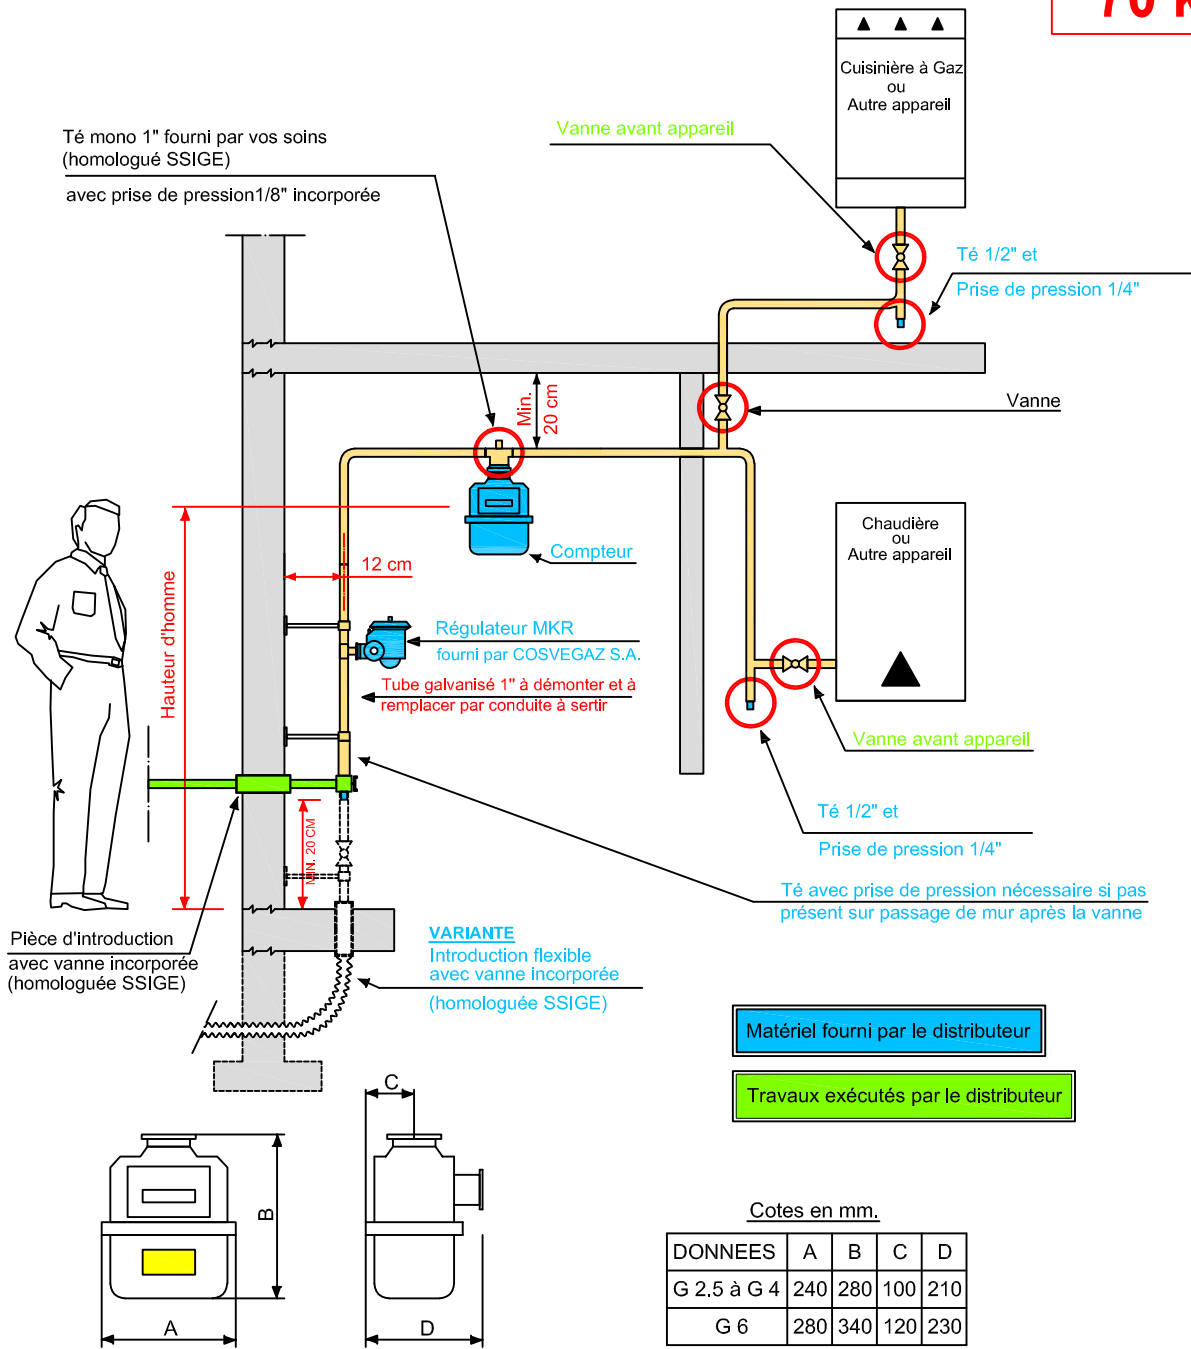 Cuisinière à Gaz
ou
Autre appareil
Té mono 1" fourni par vos soins
(homologué SSIGE)
avec prise de pression1/8" incorporée
Vanne avant appareil
Té 1/2" et
Prise de pression 1/4"
Min.
20 cm
Vanne
Compteur
12 cm
Hauteur d'homme
Régulateur MKR
fourni par COSVEGAZ S.A.
Tube galvanisé 1" à démonter et à
remplacer par conduite à sertir
Chaudière
ou
Autre appareil
Vanne avant appareil
Té 1/2" et
Prise de pression 1/4"
MIN. 20 CM
Té avec prise de pression nécessaire si pas
présent sur passage de mur après la vanne
Pièce d'introduction
avec vanne incorporée
(homologuée SSIGE)
VARIANTE
Introduction flexible
avec vanne incorporée
(homologuée SSIGE)
Matériel fourni par le distributeur
Travaux exécutés par le distributeur
A
B
C
D
Cotes en mm.
DONNEES A B C D
G 2.5 à G 4 240 280 100 210
G 6 280 340 120 230